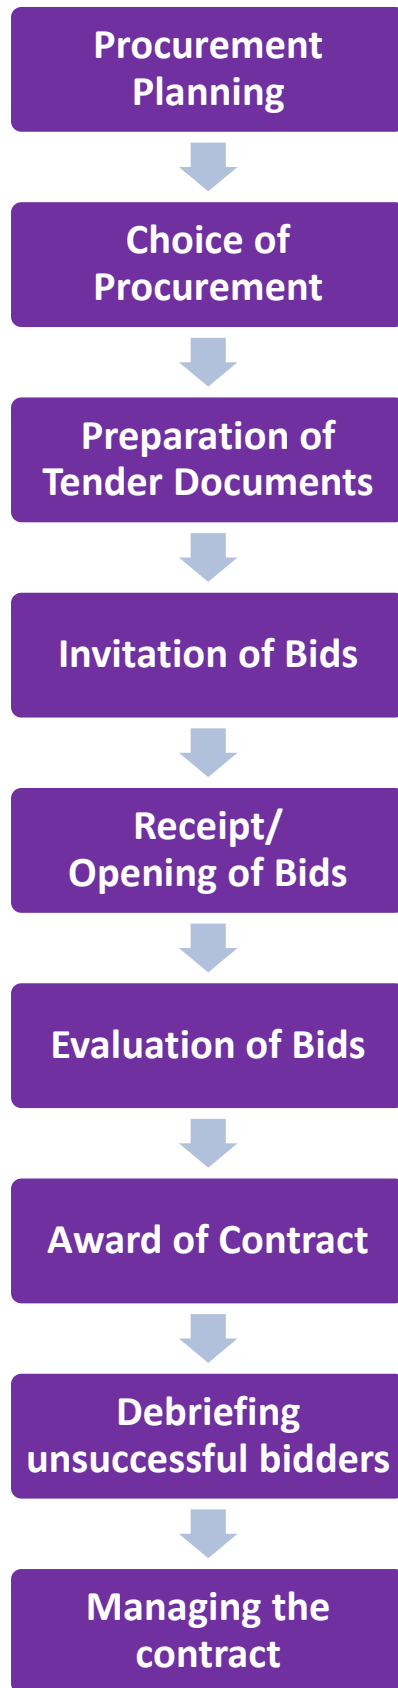 Procurement
Planning
Choice of
Procurement
Preparation of
Tender Documents
Invitation of Bids
Receipt/
Opening of Bids
Evaluation of Bids
Award of Contract
Debriefing
unsuccessful bidders
Managing the
contract